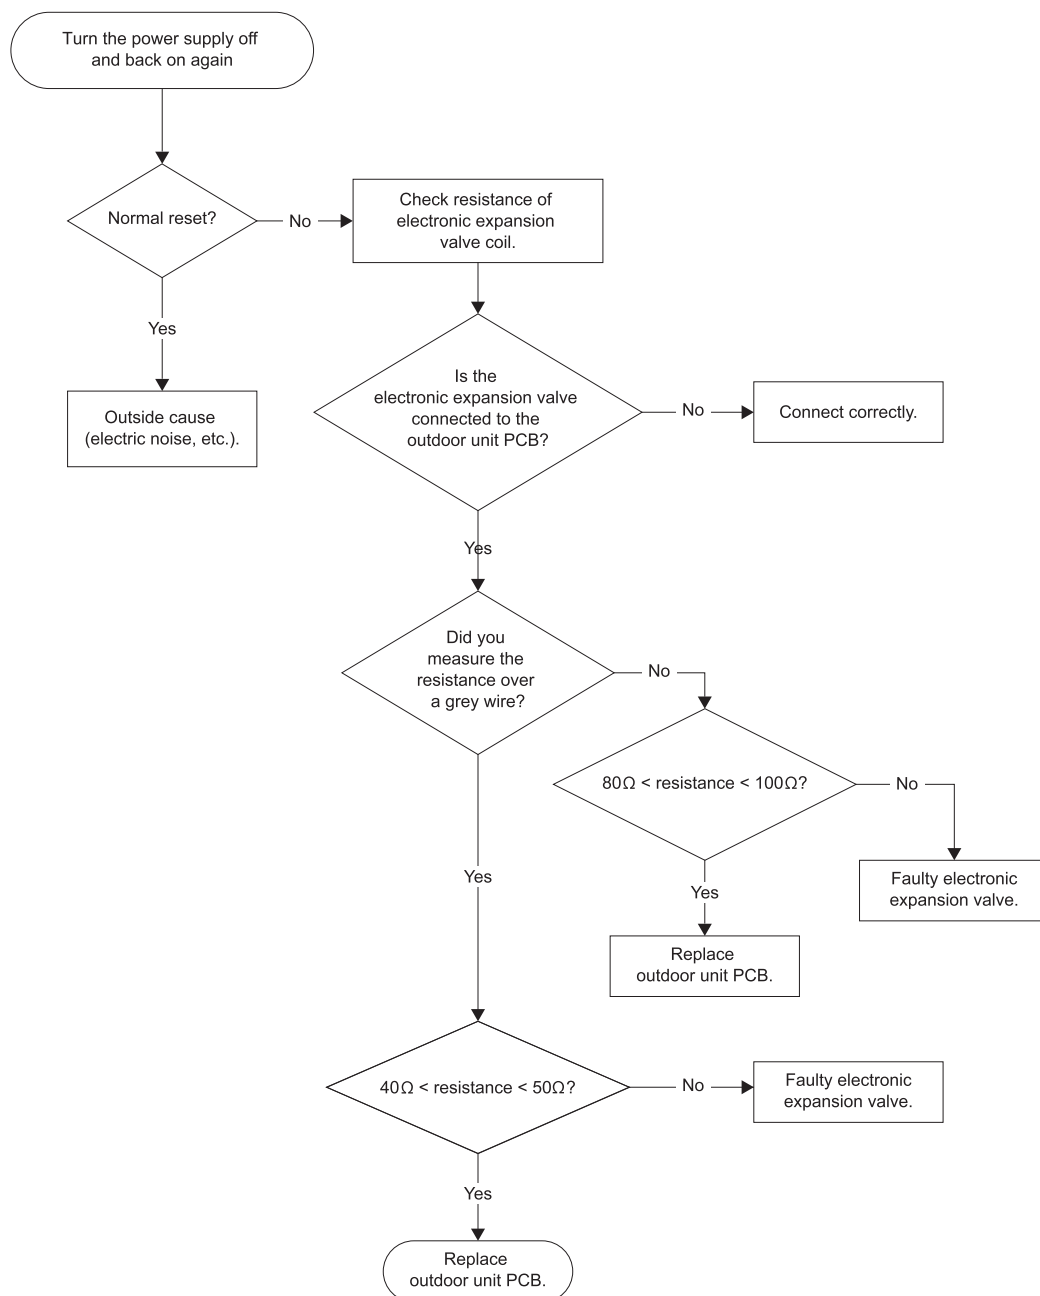 Turn the power supply off
and back on again
Normal reset?
No
Check resistance of
electronic expansion
valve coil.
Yes
Outside cause
(electric noise, etc.).
Is the
electronic expansion valve
connected to the
outdoor unit PCB?
No
Connect correctly.
Yes
Did you
measure the
resistance over
a grey wire?
No
80Ω < resistance < 100Ω?
No
Faulty electronic
expansion valve.
Yes
Replace
outdoor unit PCB.
Yes
40Ω < resistance < 50Ω?
No
Faulty electronic
expansion valve.
Yes
Replace
outdoor unit PCB.